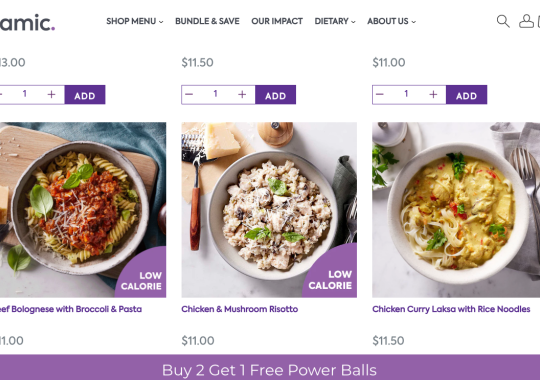 amic.
SHOP MENU BUNDLE & SAVE OUR IMPACT DIETARY ABOUT US
3.00 $11.50 $11.00
1 + ADD − 1 + ADD − 1 + ADD
LOW
CALORIE
LOW
CALORIE
ef Bolognese with Broccoli & Pasta Chicken & Mushroom Risotto Chicken Curry Laksa with Rice Noodles
11.00 $11.00 $11.50
Buy 2 Get 1 Free Power Balls